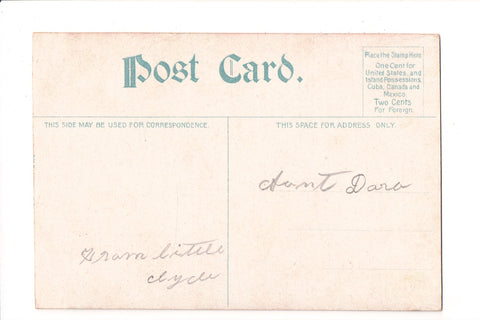 Post Card.
Place the Stamp Here
One Cent for
United States, and
Island Possessions,
Cuba, Canada and
Mexico.
Two Cents
For Foreign.
THIS SIDE MAY BE USED FOR CORRESPONDENCE.
THIS SPACE FOR ADDRESS ONLY.
Aunt Dora
From little
clyde